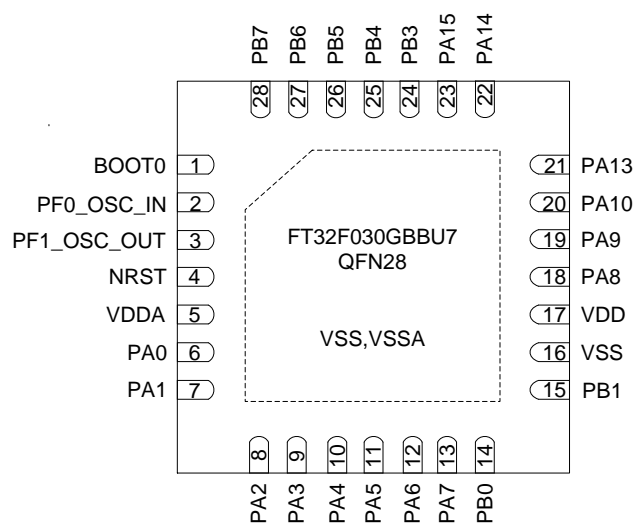 PB7 PB6 PB5 PB4 PB3 PA15 PA14
28 27 26 25 24 23 22
BOOT0 1
PF0_OSC_IN 2
PF1_OSC_OUT 3
NRST 4
VDDA 5
PA0 6
PA1 7
FT32F030GBBU7
QFN28
VSS,VSSA
21 PA13
20 PA10
19 PA9
18 PA8
17 VDD
16 VSS
15 PB1
8 9 10 11 12 13 14
PA2 PA3 PA4 PA5 PA6 PA7 PB0